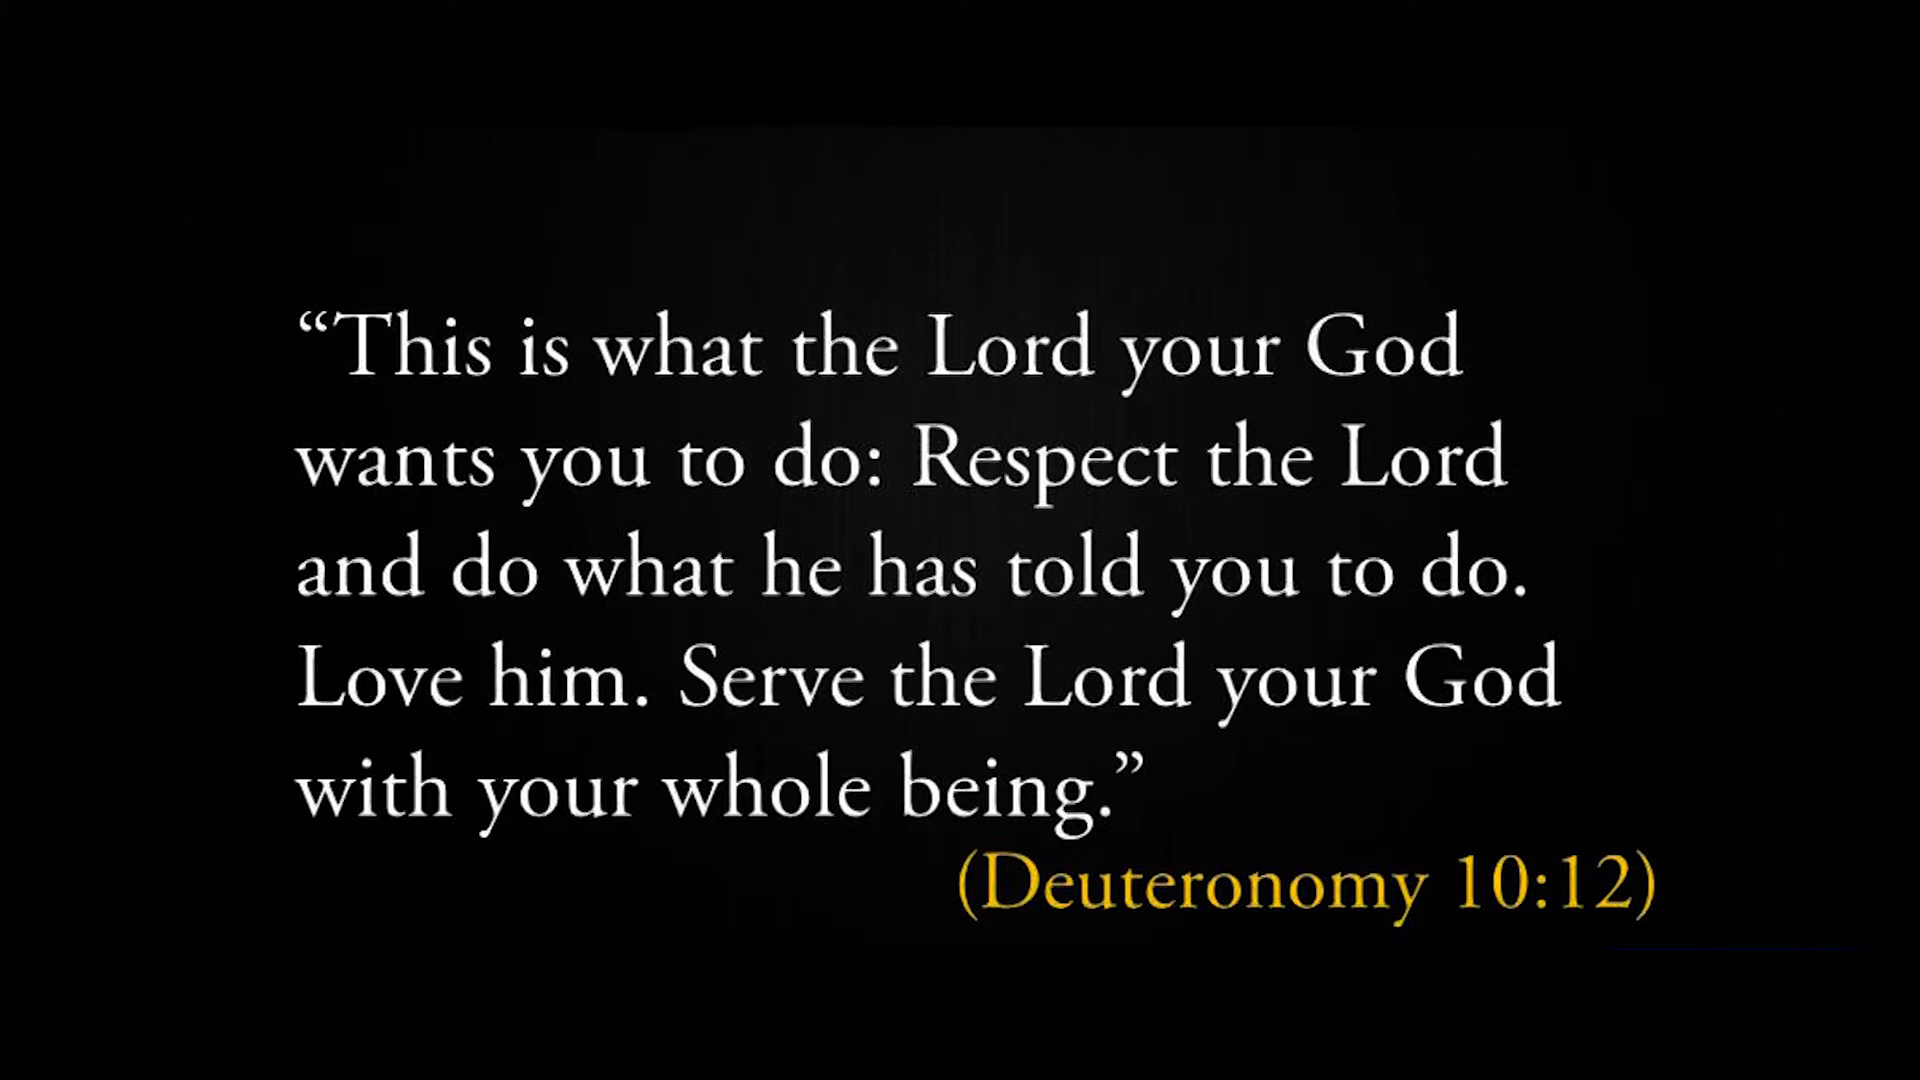 “This is what the Lord your God
wants you to do: Respect the Lord
and do what he has told you to do.
Love him. Serve the Lord your God
with your whole being.”
(Deuteronomy 10:12)